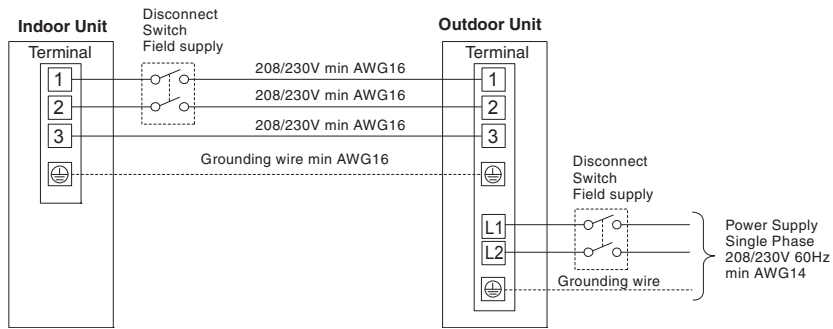 Indoor Unit
Disconnect
Switch
Field supply
Outdoor Unit
Terminal
Terminal
1
208/230V min AWG16
1
2
208/230V min AWG16
2
3
208/230V min AWG16
3
Grounding wire min AWG16
Disconnect
Switch
Field supply
L1
L2
Grounding wire
Power Supply
Single Phase
208/230V 60Hz
min AWG14